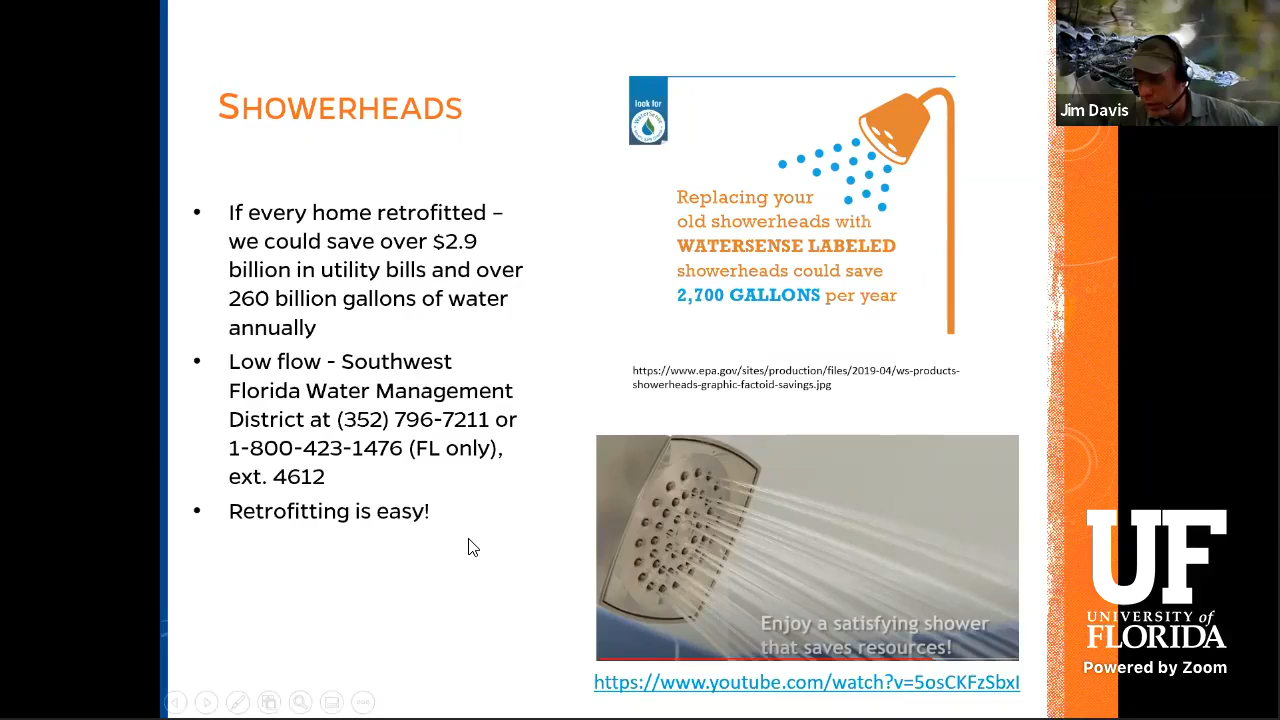 SHOWERHEADS
• If every home retrofitted –
we could save over $2.9
billion in utility bills and over
260 billion gallons of water
annually
• Low flow - Southwest
Florida Water Management
District at (352) 796-7211 or
1-800-423-1476 (FL only),
ext. 4612
• Retrofitting is easy!
look for
WaterSense
Replacing your
old showerheads with
WATERSENSE LABELED
showerheads could save
2,700 GALLONS per year
https://www.epa.gov/sites/production/files/2019-04/ws-products-
showerheads-graphic-factoid-savings.jpg
Enjoy a satisfying shower
that saves resources!
https://www.youtube.com/watch?v=5osCKFzSbxI
Jim Davis
UF
UNIVERSITY of
FLORIDA
Powered by Zoom